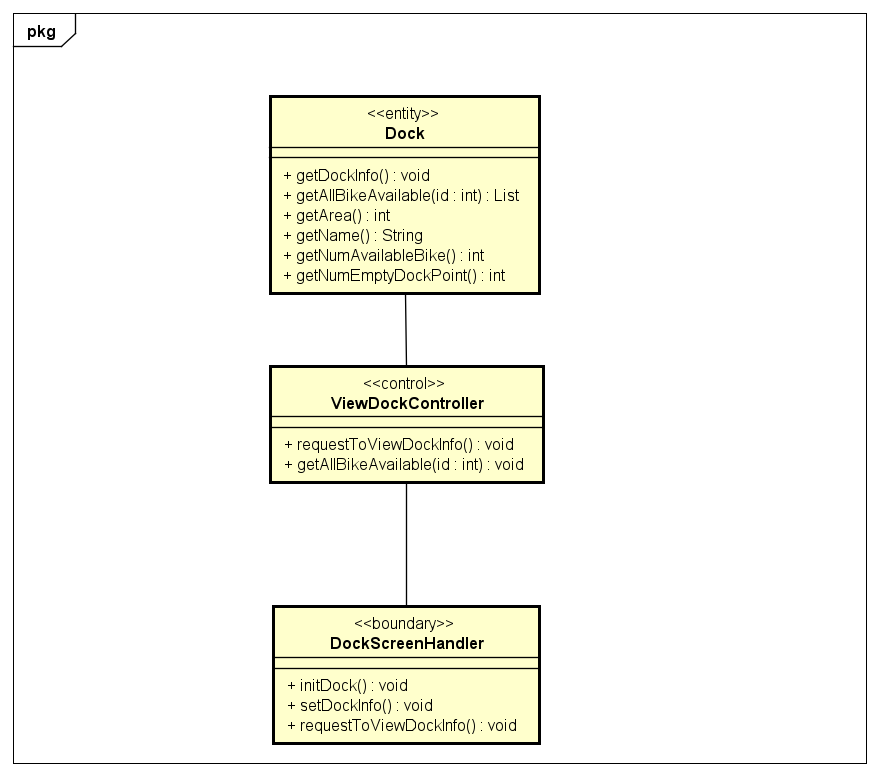 pkg
<<entity>>
Dock
+ getDockInfo() : void
+ getAllBikeAvailable(id : int) : List
+ getArea() : int
+ getName() : String
+ getNumAvailableBike() : int
+ getNumEmptyDockPoint() : int
<<control>>
ViewDockController
+ requestToViewDockInfo() : void
+ getAllBikeAvailable(id : int) : void
<<boundary>>
DockScreenHandler
+ initDock() : void
+ setDockInfo() : void
+ requestToViewDockInfo() : void